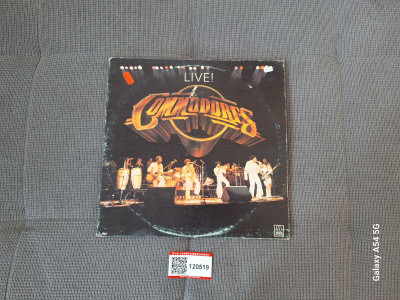 LIVE!
COMMODORES
120519
Galaxy A54 5G